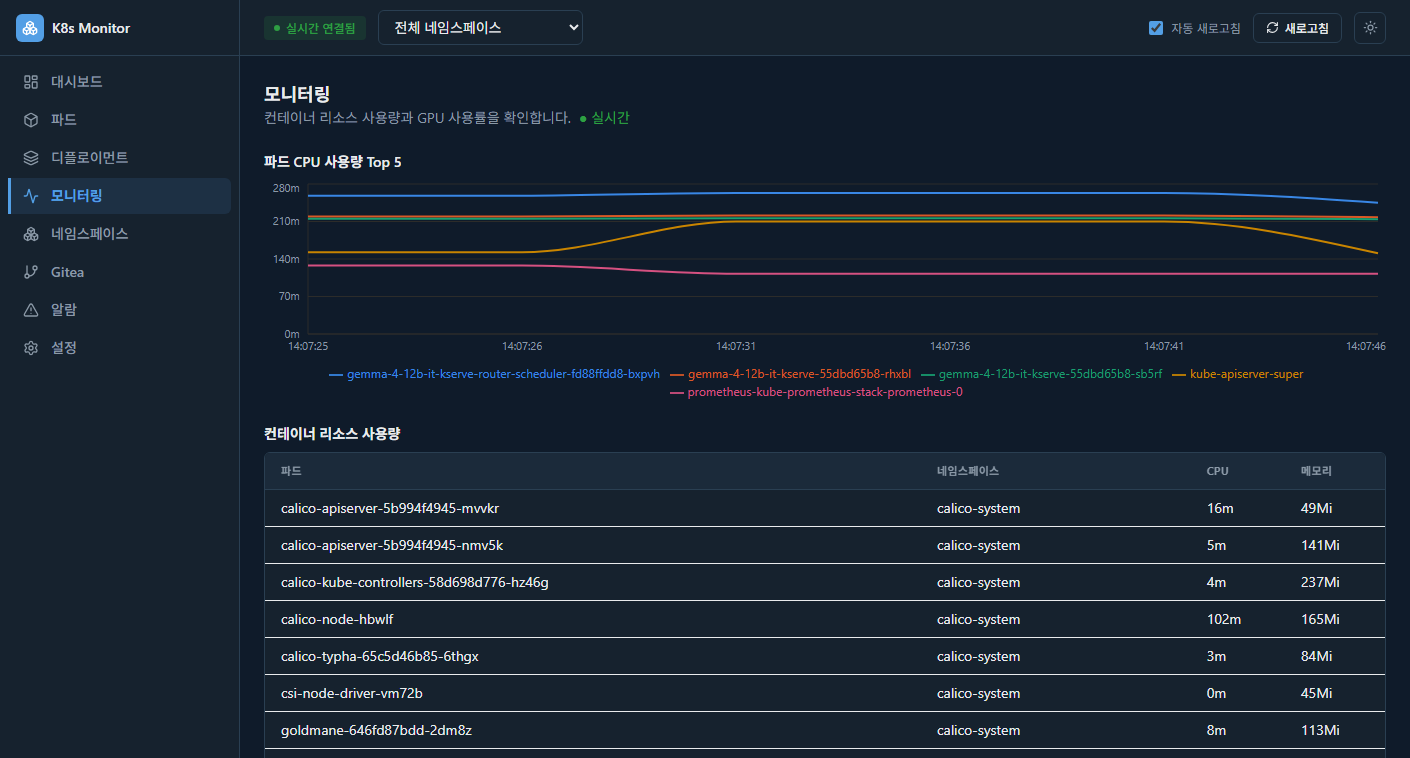 K8s Monitor
실시간 연결됨
전체 네임스페이스
자동 새로고침
새로고침
대시보드
파드
디플로이먼트
모니터링
네임스페이스
Gitea
알람
설정
모니터링
컨테이너 리소스 사용량과 GPU 사용률을 확인합니다. ● 실시간
파드 CPU 사용량 Top 5
280m
210m
140m
70m
0m
14:07:25 14:07:26 14:07:31 14:07:36 14:07:41 14:07:46
gemma-4-12b-it-kserve-router-scheduler-fd88ffdd8-bxpvh gemma-4-12b-it-kserve-55dbd65b8-rhxbl gemma-4-12b-it-kserve-55dbd65b8-sb5rf kube-apiserver-super
prometheus-kube-prometheus-stack-prometheus-0
컨테이너 리소스 사용량
파드 네임스페이스 CPU 메모리
calico-apiserver-5b994f4945-mvvkr calico-system 16m 49Mi
calico-apiserver-5b994f4945-nmv5k calico-system 5m 141Mi
calico-kube-controllers-58d698d776-hz46g calico-system 4m 237Mi
calico-node-hbwlf calico-system 102m 165Mi
calico-typha-65c5d46b85-6thgx calico-system 3m 84Mi
csi-node-driver-vm72b calico-system 0m 45Mi
goldmane-646fd87bdd-2dm8z calico-system 8m 113Mi